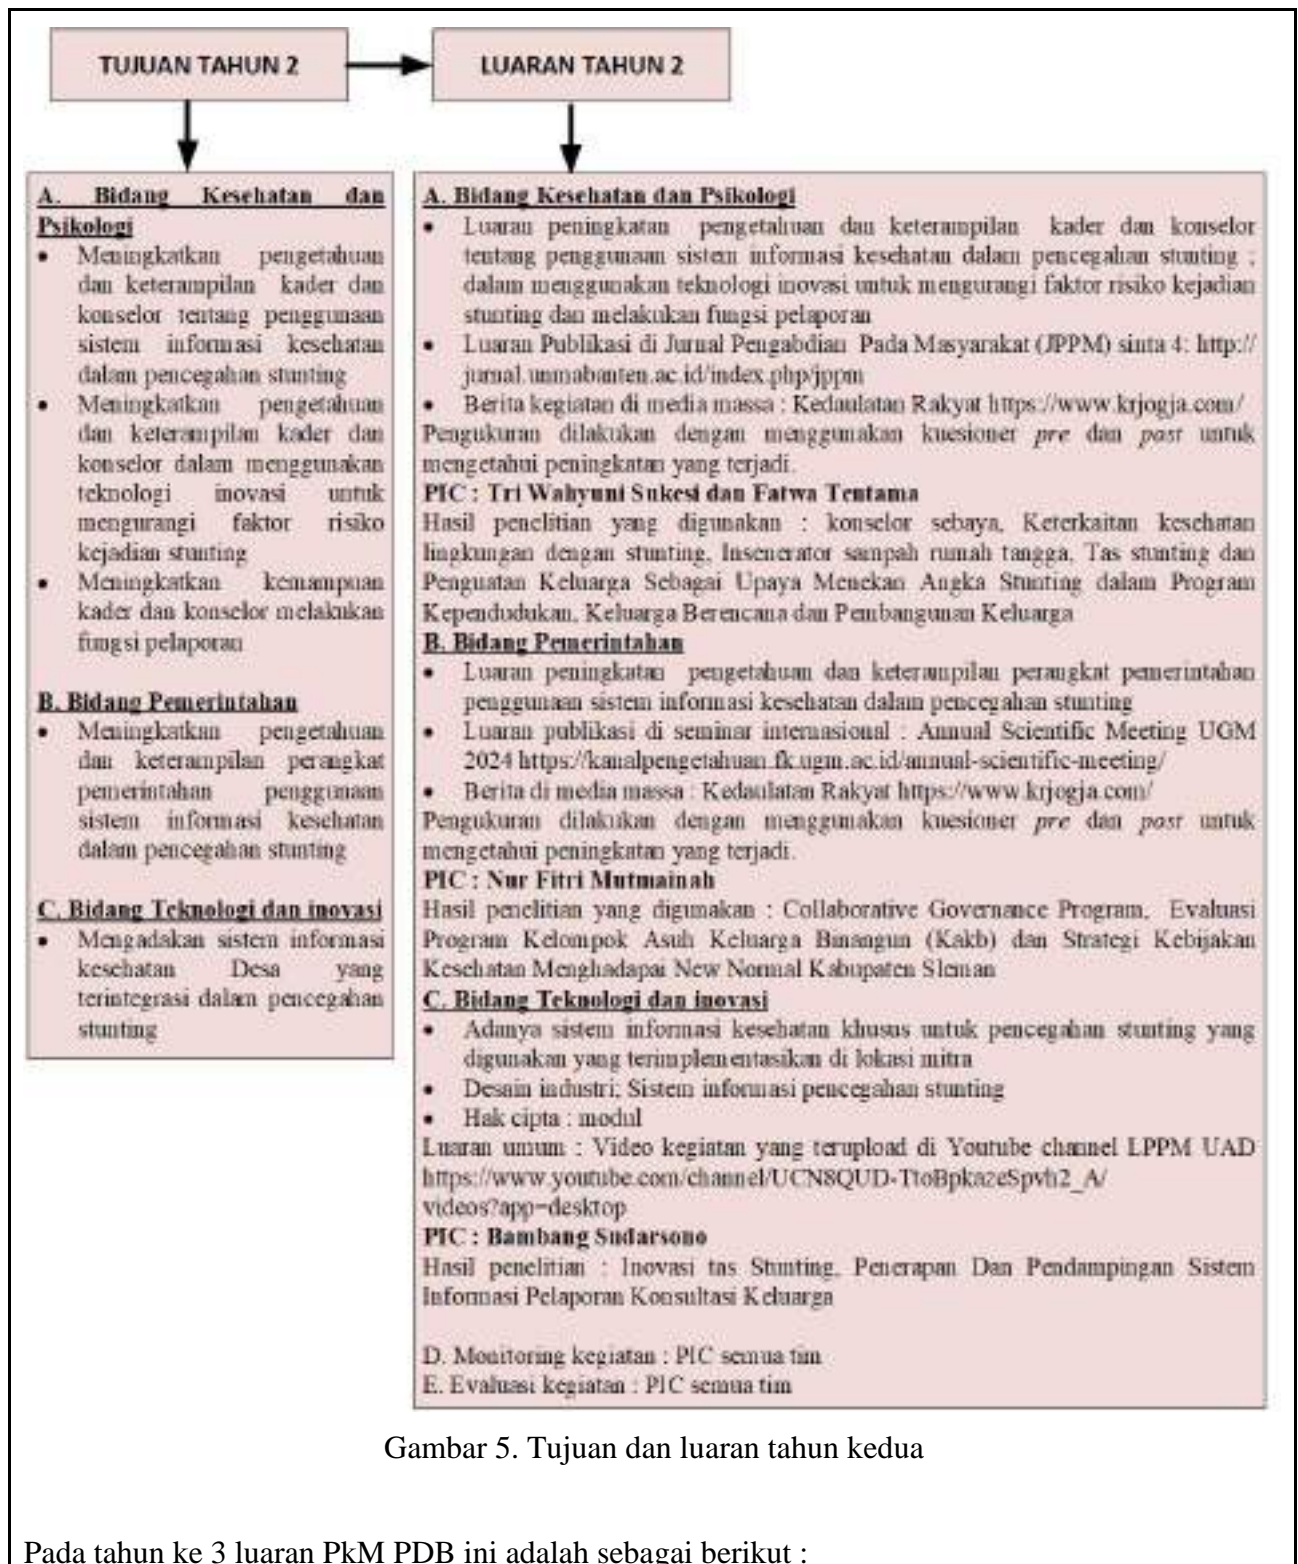 TUJUAN TAHUN 2
LUARAN TAHUN 2
A. Bidang Kesehatan dan
Psikologi
• Meningkatkan pengetahuan
dan keterampilan kader dan
konselor tentang penggunaan
sistem informasi kesehatan
dalam pencegahan stunting
• Meningkatkan pengetahuan
dan keterampilan kader dan
konselor dalam menggunakan
teknologi inovasi untuk
mengurangi faktor risiko
kejadian stunting
• Meningkatkan kemampuan
kader dan konselor melakukan
fungsi pelaporan
B. Bidang Pemerintahan
• Meningkatkan pengetahuan
dan keterampilan perangkat
pemerintahan penggunaan
sistem informasi kesehatan
dalam pencegahan stunting
C. Bidang Teknologi dan inovasi
• Mengadakan sistem informasi
kesehatan Desa yang
terintegrasi dalam pencegahan
stunting
A. Bidang Kesehatan dan Psikologi
• Luaran peningkatan pengetahuan dan keterampilan kader dan konselor
tentang penggunaan sistem informasi kesehatan dalam pencegahan stunting ;
dalam menggunakan teknologi inovasi untuk mengurangi faktor risiko kejadian
stunting dan melakukan fungsi pelaporan
• Luaran Publikasi di Jurnal Pengabdian Pada Masyarakat (JPPM) sinta 4: http://
jurnal.unmabanten.ac.id/index.php/jppm
• Berita kegiatan di media massa : Kedaulatan Rakyat https://www.krjogja.com/
Pengukuran dilakukan dengan menggunakan kuesioner pre dan post untuk
mengetahui peningkatan yang terjadi.
PIC : Tri Wahyuni Sukesi dan Fatwa Tentama
Hasil penelitian yang digunakan : konselor sebaya, Keterkaitan kesehatan
lingkungan dengan stunting, Insenerator sampah rumah tangga, Tas stunting dan
Penguatan Keluarga Sebagai Upaya Menekan Angka Stunting dalam Program
Kependudukan, Keluarga Berencana dan Pembangunan Keluarga
B. Bidang Pemerintahan
• Luaran peningkatan pengetahuan dan keterampilan perangkat pemerintahan
penggunaan sistem informasi kesehatan dalam pencegahan stunting
• Luaran publikasi di seminar internasional : Annual Scientific Meeting UGM
2024 https://kanalpengetahuan.fk.ugm.ac.id/annual-scientific-meeting/
• Berita di media massa : Kedaulatan Rakyat https://www.krjogja.com/
Pengukuran dilakukan dengan menggunakan kuesioner pre dan post untuk
mengetahui peningkatan yang terjadi.
PIC : Nur Fitri Mutmainah
Hasil penelitian yang digunakan : Collaborative Governance Program, Evaluasi
Program Kelompok Asuh Keluarga Binangun (Kakb) dan Strategi Kebijakan
Kesehatan Menghadapai New Normal Kabupaten Sleman
C. Bidang Teknologi dan inovasi
• Adanya sistem informasi kesehatan khusus untuk pencegahan stunting yang
digunakan yang terimplementasikan di lokasi mitra
• Desain industri; Sistem informasi pencegahan stunting
• Hak cipta : modul
Luaran umum : Video kegiatan yang terupload di Youtube channel LPPM UAD
https://www.youtube.com/channel/UCN8QUD-TtoBpkazeSpvh2_A/
videos?app=desktop
PIC : Bambang Sudarsono
Hasil penelitian : Inovasi tas Stunting, Penerapan Dan Pendampingan Sistem
Informasi Pelaporan Konsultasi Keluarga
D. Monitoring kegiatan : PIC semua tim
E. Evaluasi kegiatan : PIC semua tim
Gambar 5. Tujuan dan luaran tahun kedua
Pada tahun ke 3 luaran PkM PDB ini adalah sebagai berikut :